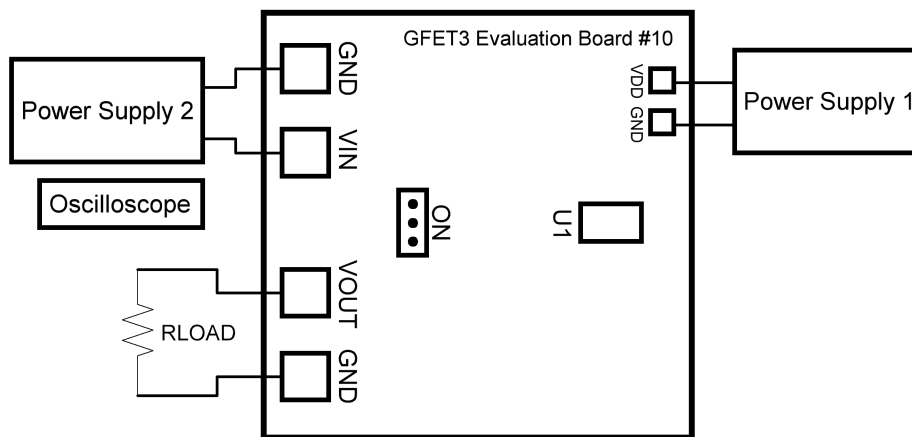 GFET3 Evaluation Board #10
GND
VDD
Power Supply 2
Power Supply 1
GND
VIN
Oscilloscope
ON
U1
VOUT
RLOAD
GND